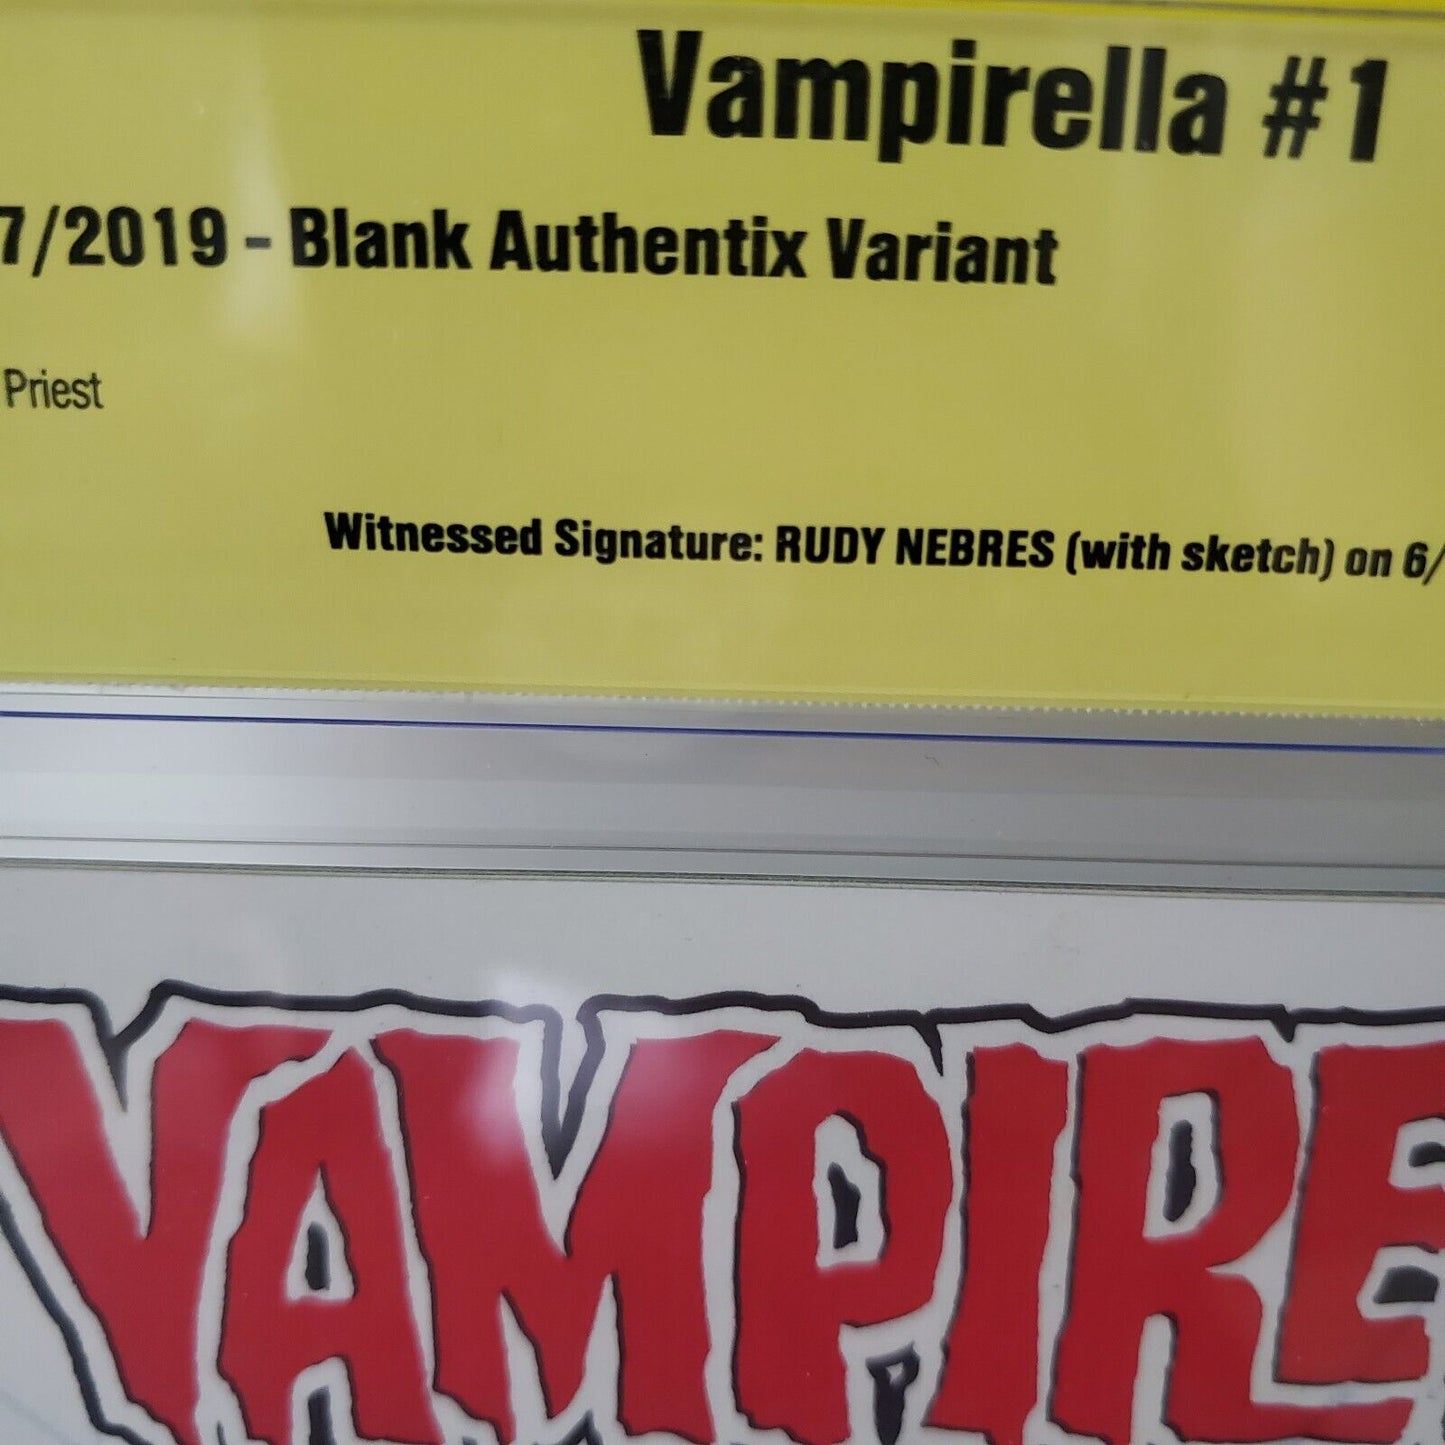 Vampirella #1
7/2019 - Blank Authentix Variant
Priest
Witnessed Signature: RUDY NEBRES (with sketch) on 6/
VAMPIRE